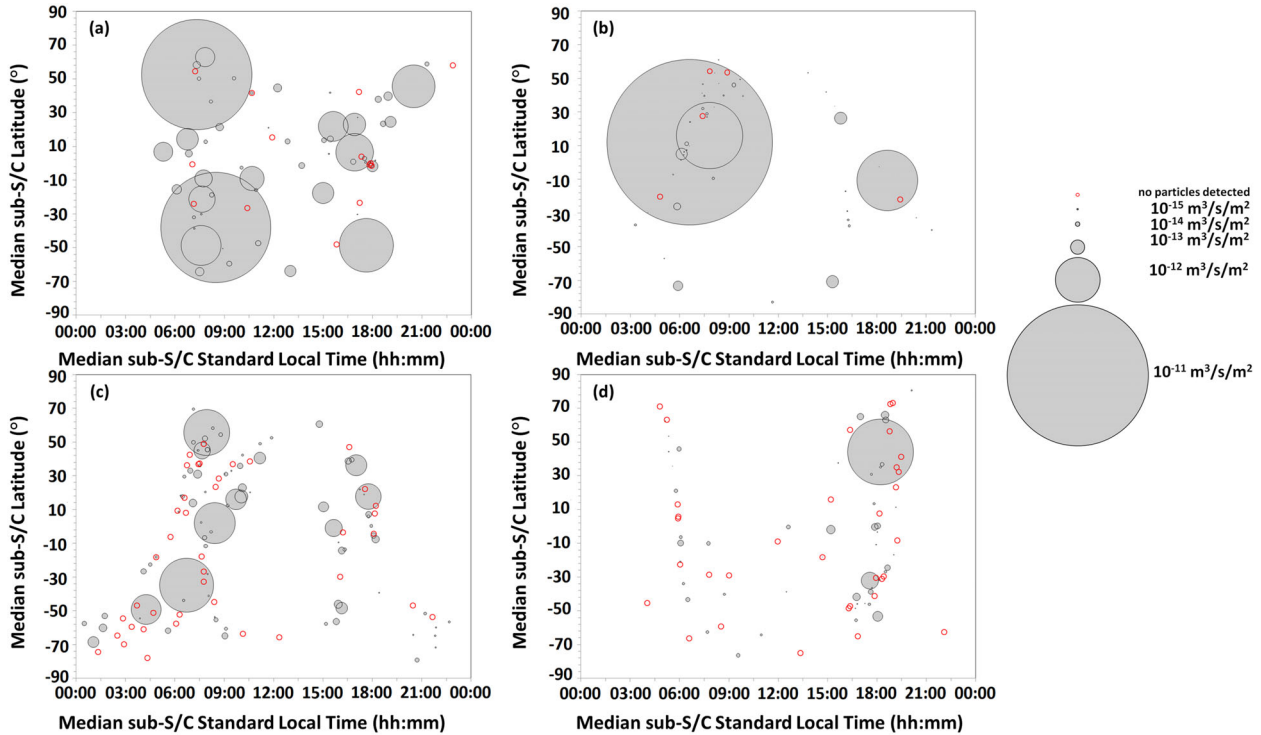 (a)
Median sub-S/C Latitude (°)
90
70
50
30
10
-10
-30
-50
-70
-90
00:00 03:00 06:00 09:00 12:00 15:00 18:00 21:00 00:00
Median sub-S/C Standard Local Time (hh:mm)
(b)
Median sub-S/C Latitude (°)
90
70
50
30
10
-10
-30
-50
-70
-90
00:00 03:00 06:00 09:00 12:00 15:00 18:00 21:00 00:00
Median sub-S/C Standard Local Time (hh:mm)
no particles detected
10⁻¹⁵ m³/s/m²
10⁻¹⁴ m³/s/m²
10⁻¹³ m³/s/m²
10⁻¹² m³/s/m²
10⁻¹¹ m³/s/m²
(c)
Median sub-S/C Latitude (°)
90
70
50
30
10
-10
-30
-50
-70
-90
00:00 03:00 06:00 09:00 12:00 15:00 18:00 21:00 00:00
Median sub-S/C Standard Local Time (hh:mm)
(d)
Median sub-S/C Latitude (°)
90
70
50
30
10
-10
-30
-50
-70
-90
00:00 03:00 06:00 09:00 12:00 15:00 18:00 21:00 00:00
Median sub-S/C Standard Local Time (hh:mm)